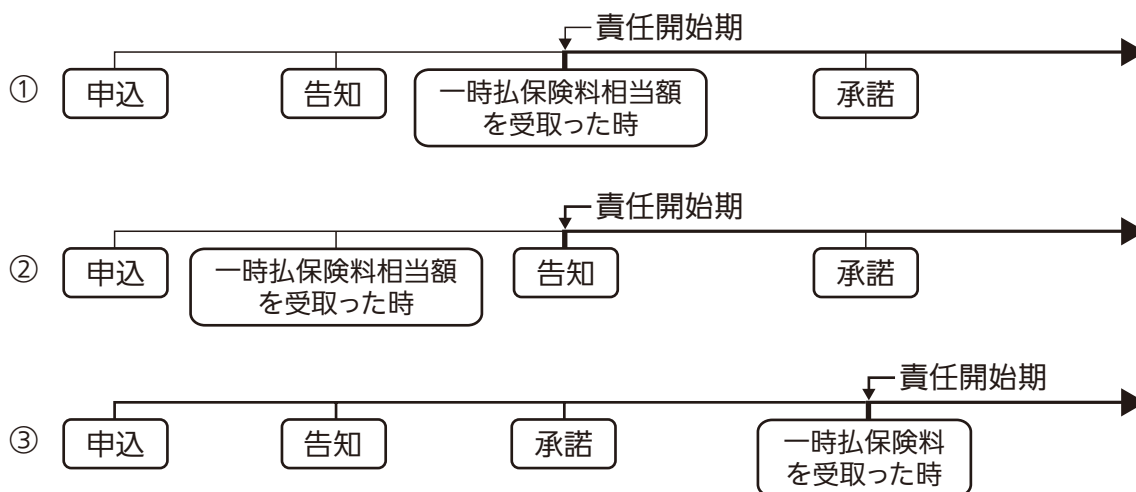 責任開始期
① 申込 告知 一時払保険料相当額
を受取った時 承諾
責任開始期
② 申込 一時払保険料相当額
を受取った時 告知 承諾
責任開始期
③ 申込 告知 承諾 一時払保険料
を受取った時